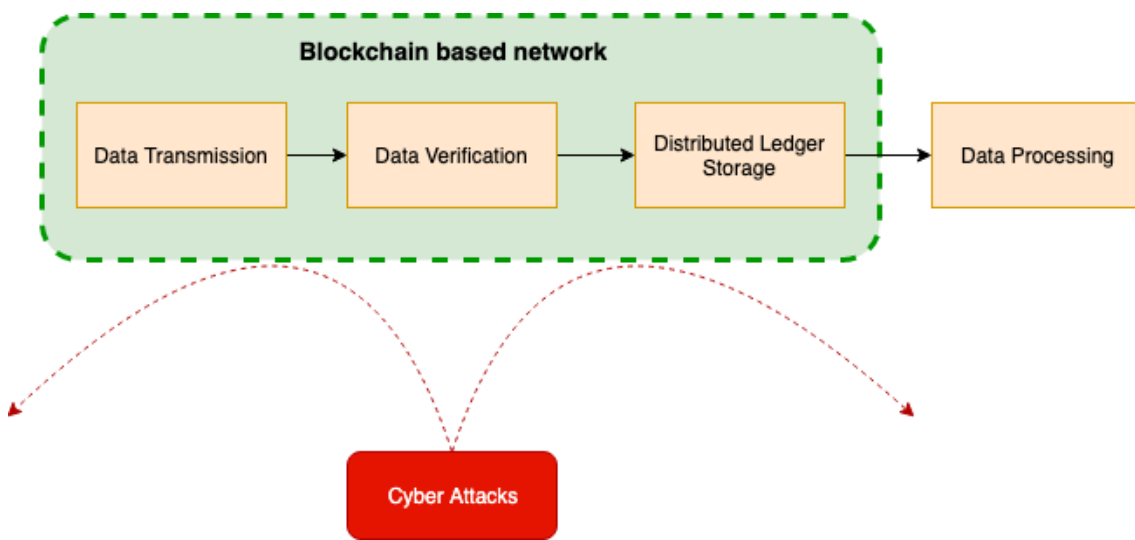 Blockchain based network
Data Transmission
Data Verification
Distributed Ledger
Storage
Data Processing
Cyber Attacks